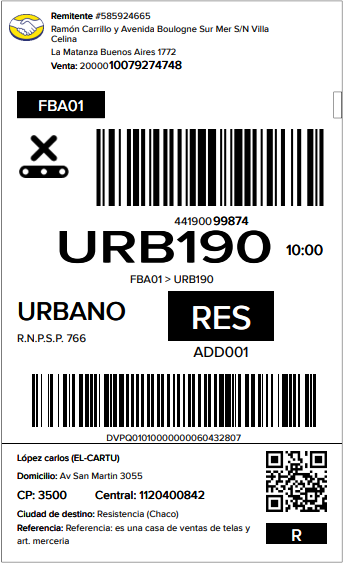 Remitente #585924665
Ramón Carrillo y Avenida Boulogne Sur Mer S/N Villa
Celina
La Matanza Buenos Aires 1772
Venta: 2000010079274748
FBA01
44190099874
URB190 10:00
FBA01 > URB190
URBANO
RES
R.N.P.S.P. 766
ADD001
DVPQ01010000000060432807
López carlos (EL-CARTU)
Domicilio: Av San Martin 3055
CP: 3500 Central: 1120400842
Ciudad de destino: Resistencia (Chaco)
Referencia: Referencia: es una casa de ventas de telas y
art. merceria
R